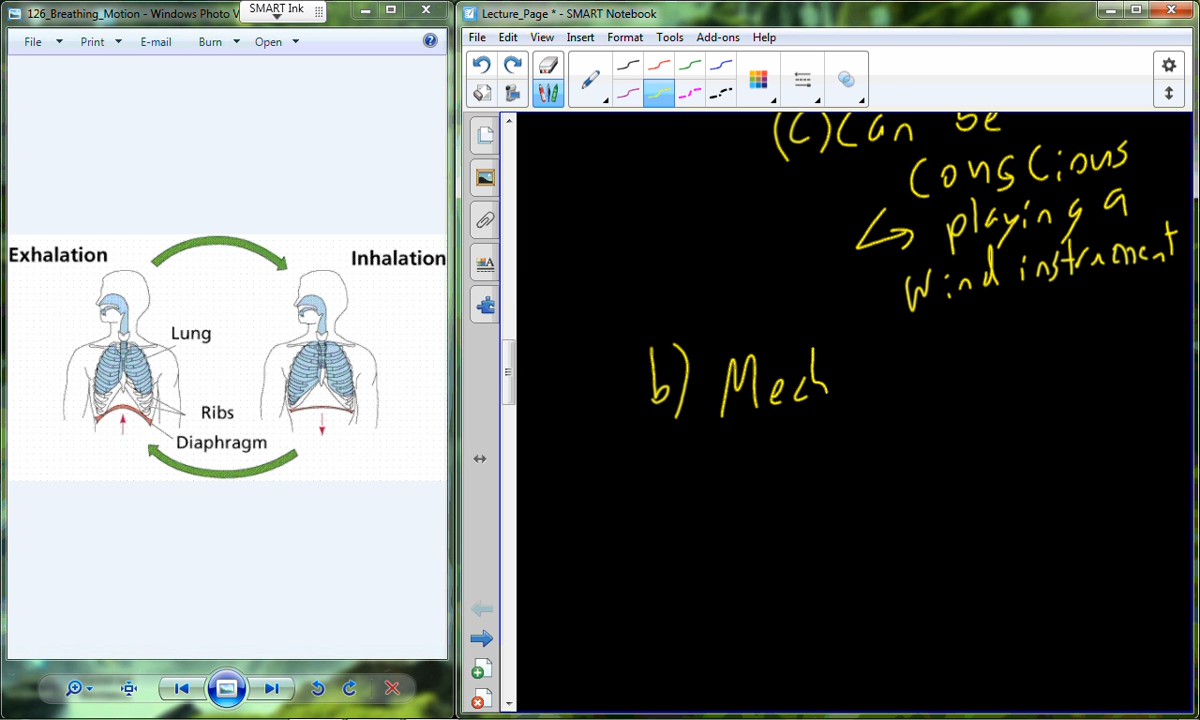 126_Breathing_Motion - Windows Photo V
SMART Ink
File Print E-mail Burn Open
Exhalation
Inhalation
Lung
Ribs
Diaphragm
Lecture_Page * - SMART Notebook
File Edit View Insert Format Tools Add-ons Help
(C) Can be
Conscious
playing a
Wind instrument
b) Mech